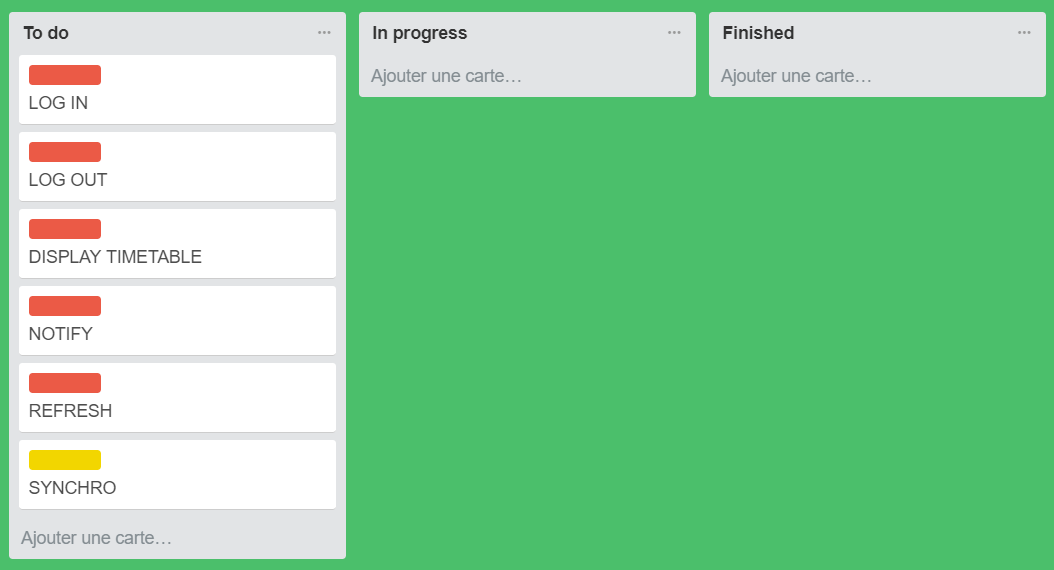 To do
LOG IN
LOG OUT
DISPLAY TIMETABLE
NOTIFY
REFRESH
SYNCHRO
Ajouter une carte…
In progress
Ajouter une carte…
Finished
Ajouter une carte…